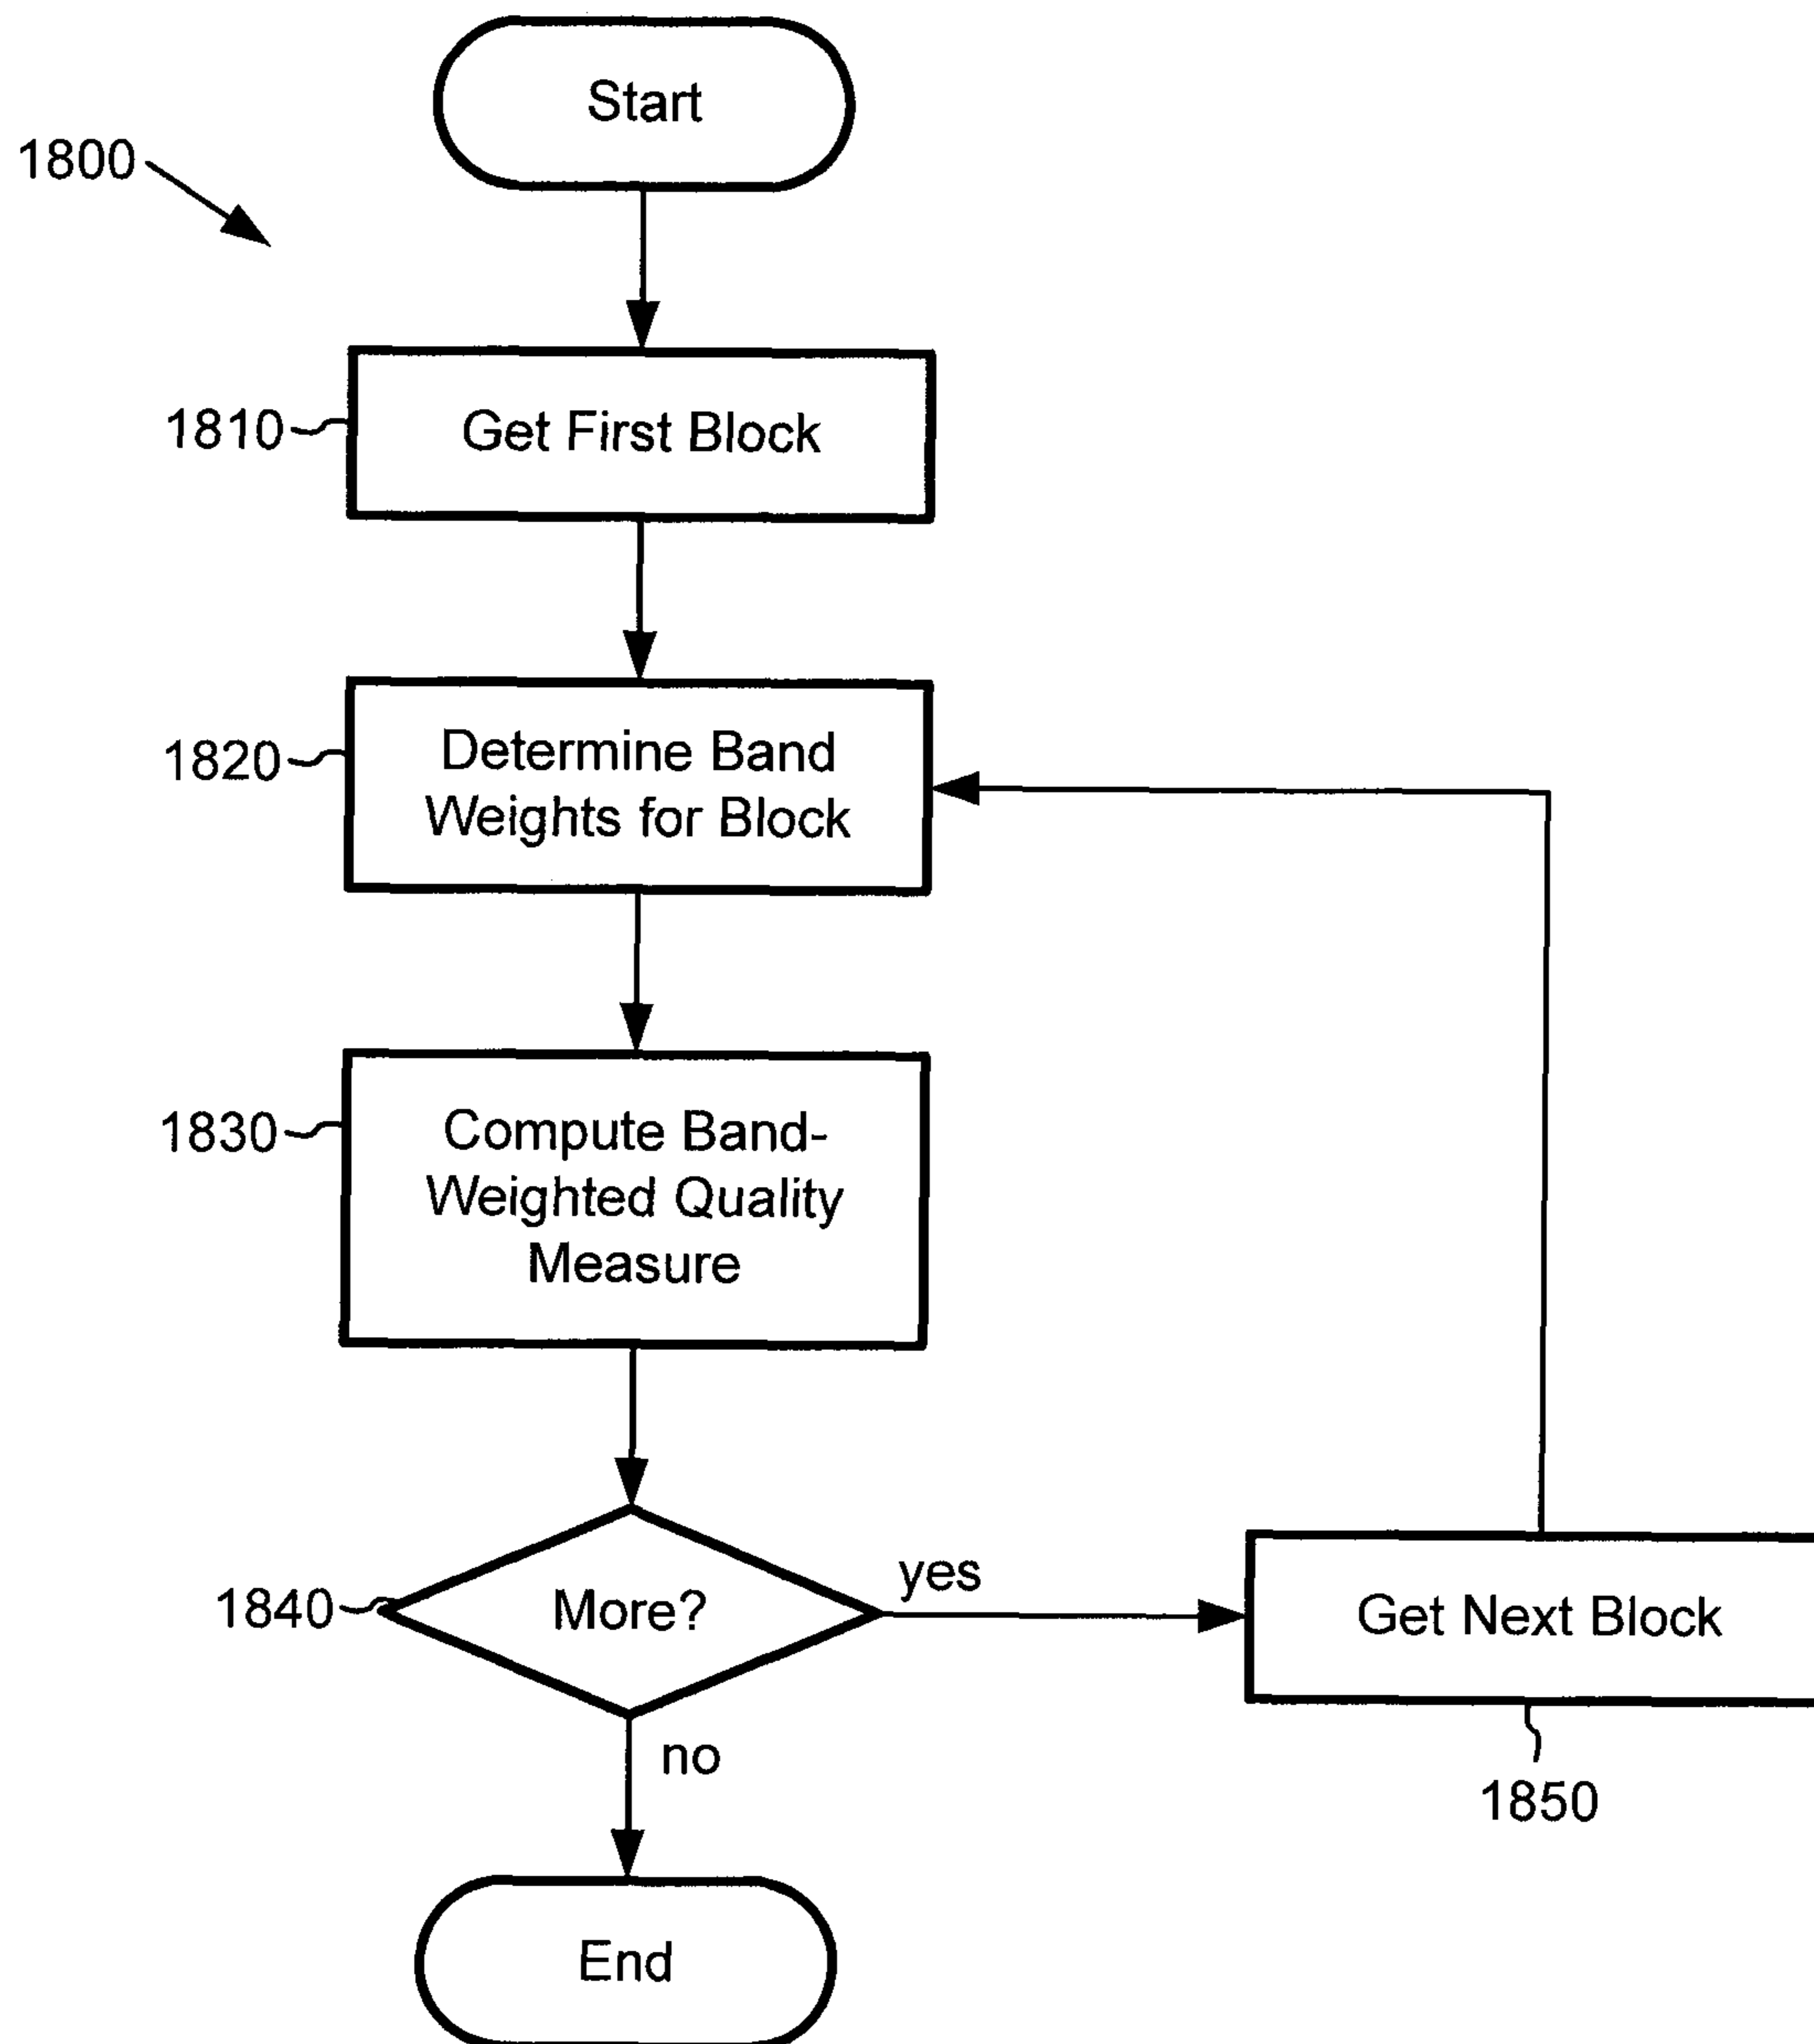 Start
1800
1810
Get First Block
1820
Determine Band
Weights for Block
1830
Compute Band-
Weighted Quality
Measure
1840
More?
yes
Get Next Block
no
1850
End